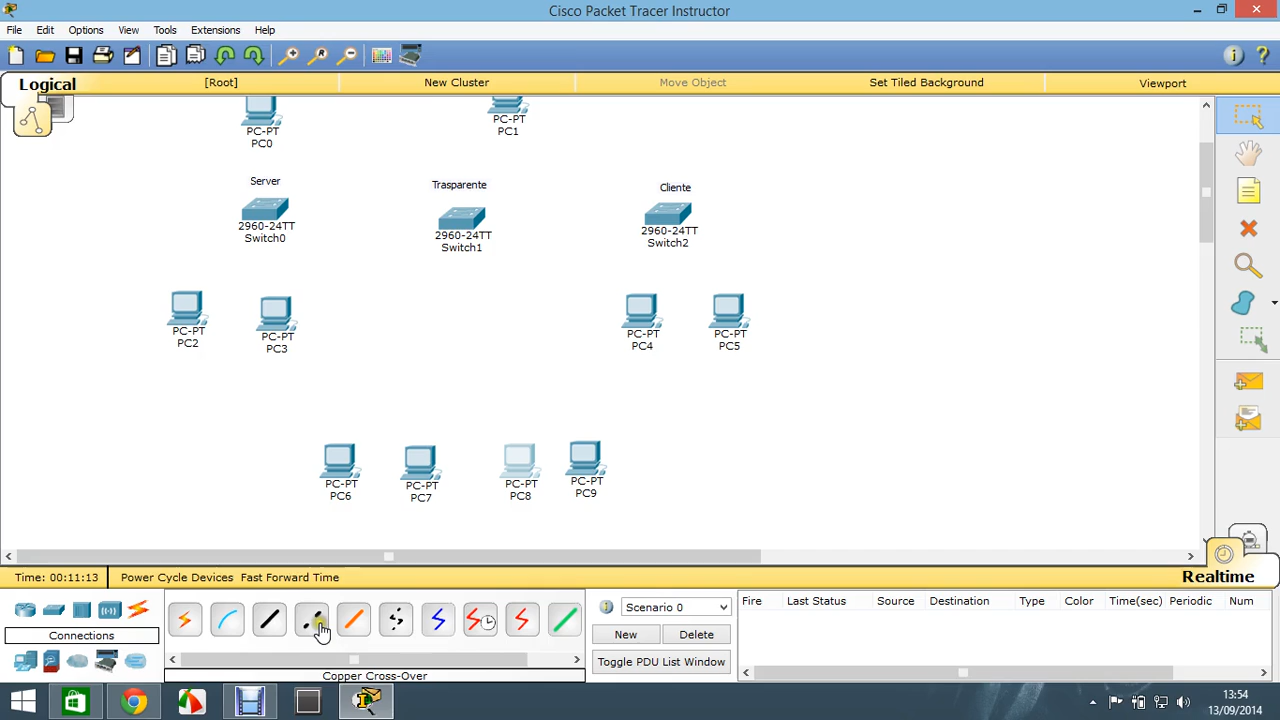 Cisco Packet Tracer Instructor
File Edit Options View Tools Extensions Help
Logical [Root] New Cluster Move Object Set Tiled Background Viewport
PC-PT
PC0
PC-PT
PC1
Server
Trasparente
Cliente
2960-24TT
Switch0
2960-24TT
Switch1
2960-24TT
Switch2
PC-PT
PC2
PC-PT
PC3
PC-PT
PC4
PC-PT
PC5
PC-PT
PC6
PC-PT
PC7
PC-PT
PC8
PC-PT
PC9
Time: 00:11:13 Power Cycle Devices Fast Forward Time
Realtime
Connections
Copper Cross-Over
Scenario 0
New Delete
Toggle PDU List Window
Fire Last Status Source Destination Type Color Time(sec) Periodic Num
13:54
13/09/2014